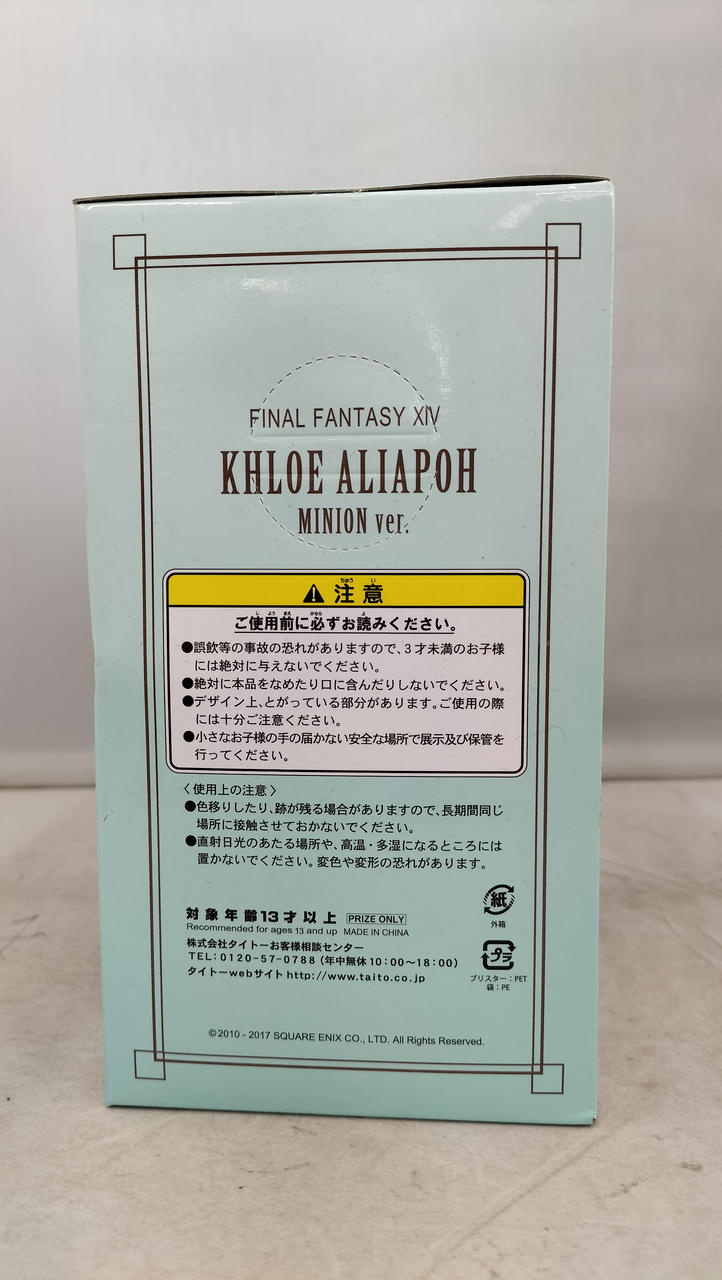 FINAL FANTASY XIV
KHLOE ALIAPOH
MINION ver.
ちゅう い
注意
じ よう まえ かなら よ
ご使用前に必ずお読みください。
●誤飲等の事故の恐れがありますので、3才未満のお子様
には絶対に与えないでください。
●絶対に本品をなめたり口に含んだりしないでください。
●デザイン上、とがっている部分があります。ご使用の際
には十分ご注意ください。
●小さなお子様の手の届かない安全な場所で展示及び保管を
行ってください。
〈使用上の注意〉
●色移りしたり、跡が残る場合がありますので、長期間同じ
場所に接触させておかないでください。
●直射日光のあたる場所や、高温・多湿になるところには
置かないでください。変色や変形の恐れがあります。
対象年齢13才以上 PRIZE ONLY
Recommended for ages 13 and up MADE IN CHINA
株式会社タイトーお客様相談センター
TEL:0120-57-0788 (年中無休10:00～18:00)
タイトーwebサイト http://www.taito.co.jp
紙
外箱
プラ
ブリスター:PET
袋:PE
©2010 - 2017 SQUARE ENIX CO., LTD. All Rights Reserved.